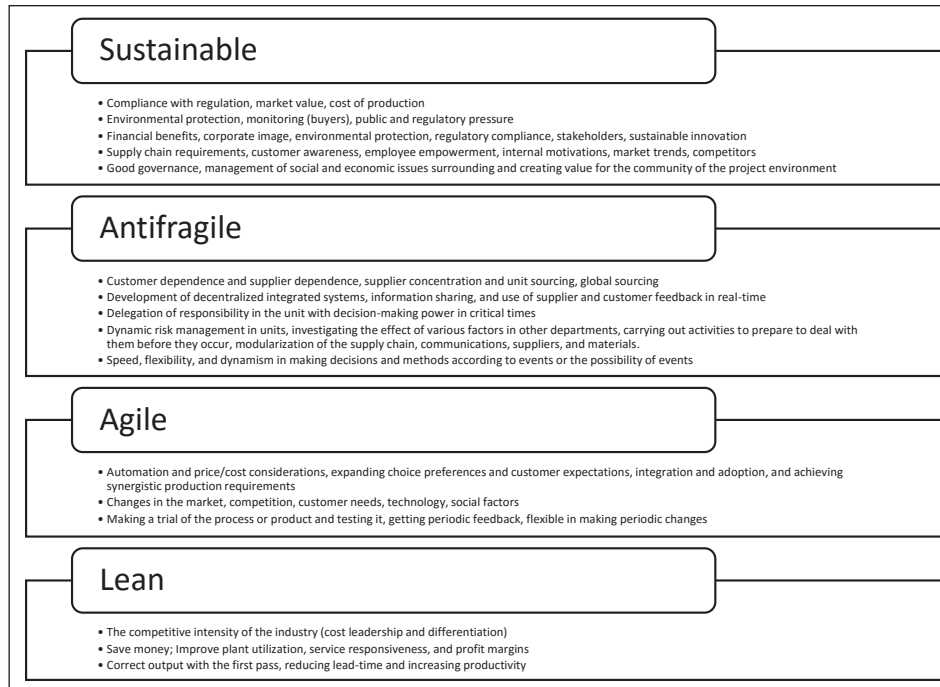 Sustainable
• Compliance with regulation, market value, cost of production
• Environmental protection, monitoring (buyers), public and regulatory pressure
• Financial benefits, corporate image, environmental protection, regulatory compliance, stakeholders, sustainable innovation
• Supply chain requirements, customer awareness, employee empowerment, internal motivations, market trends, competitors
• Good governance, management of social and economic issues surrounding and creating value for the community of the project environment
Antifragile
• Customer dependence and supplier dependence, supplier concentration and unit sourcing, global sourcing
• Development of decentralized integrated systems, information sharing, and use of supplier and customer feedback in real-time
• Delegation of responsibility in the unit with decision-making power in critical times
• Dynamic risk management in units, investigating the effect of various factors in other departments, carrying out activities to prepare to deal with
them before they occur, modularization of the supply chain, communications, suppliers, and materials.
• Speed, flexibility, and dynamism in making decisions and methods according to events or the possibility of events
Agile
• Automation and price/cost considerations, expanding choice preferences and customer expectations, integration and adoption, and achieving
synergistic production requirements
• Changes in the market, competition, customer needs, technology, social factors
• Making a trial of the process or product and testing it, getting periodic feedback, flexible in making periodic changes
Lean
• The competitive intensity of the industry (cost leadership and differentiation)
• Save money; Improve plant utilization, service responsiveness, and profit margins
• Correct output with the first pass, reducing lead-time and increasing productivity